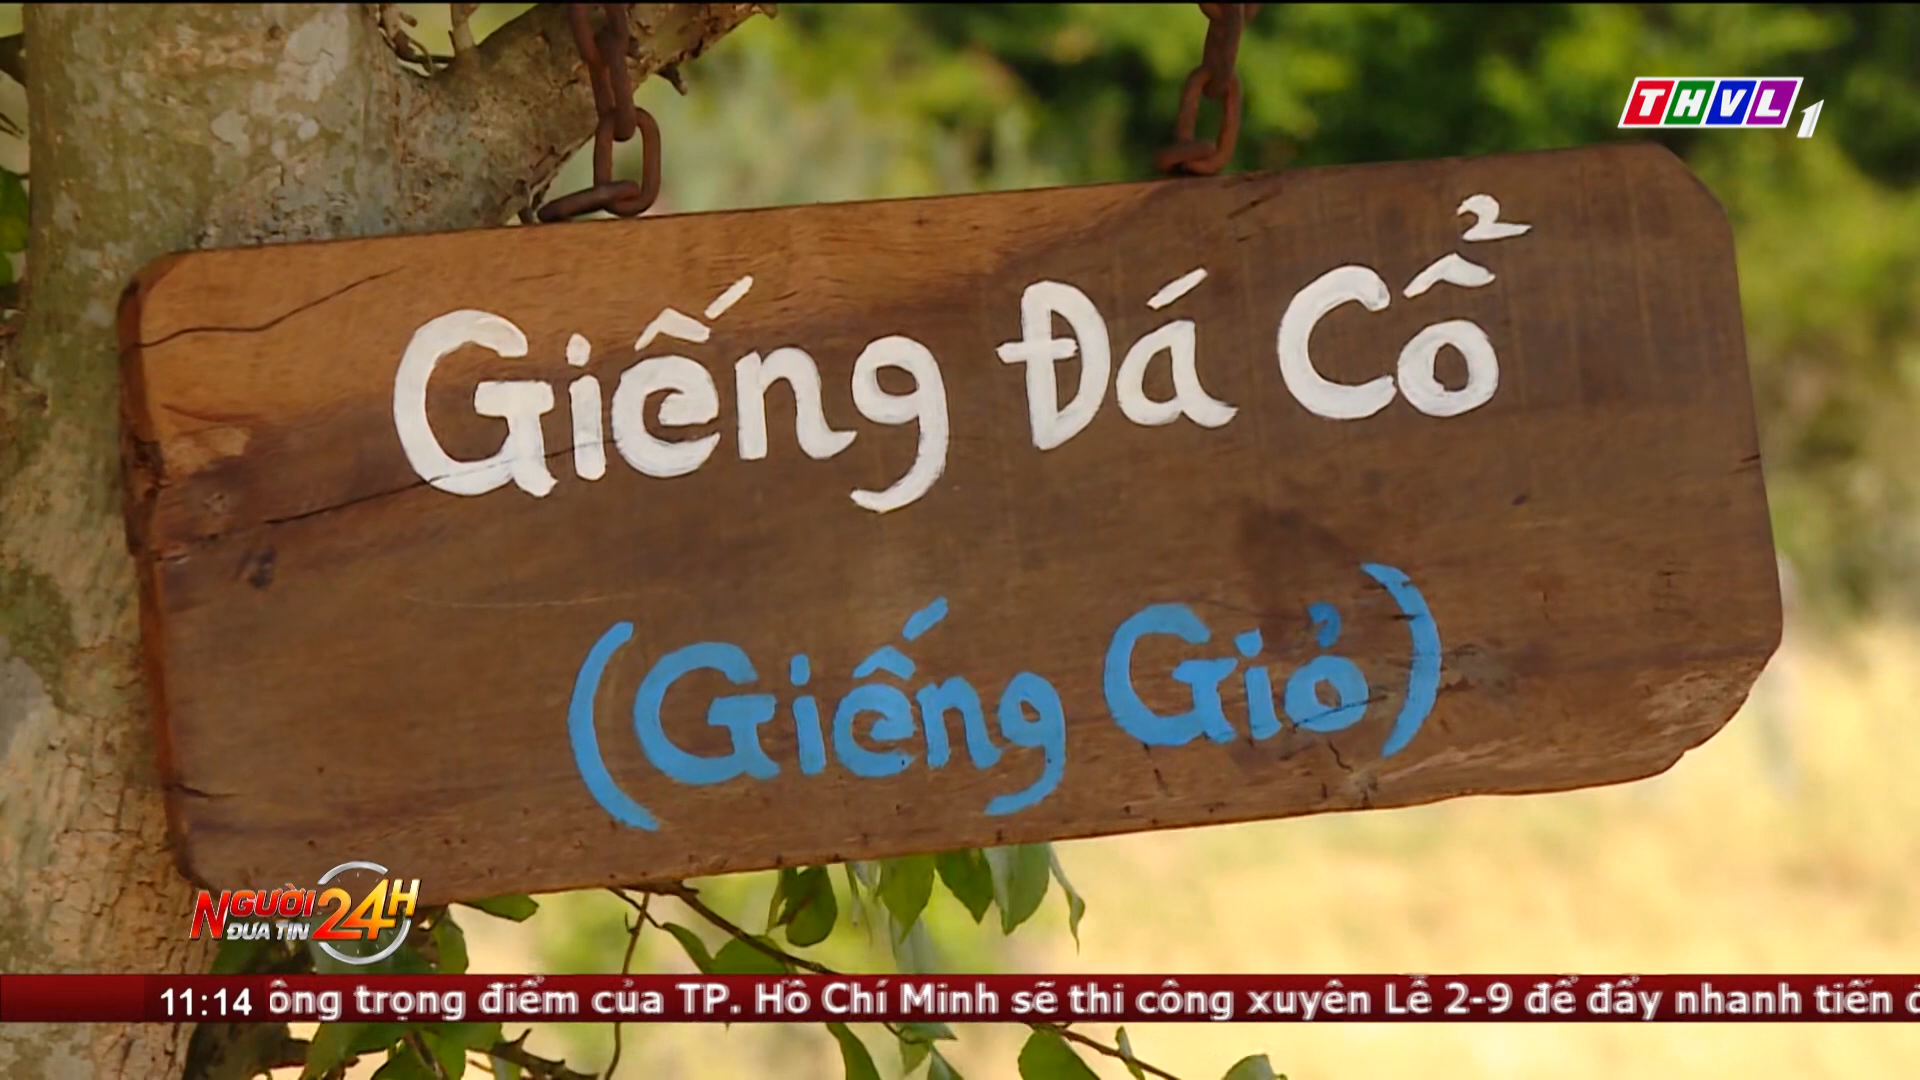 THVL1
Giếng Đá Cổ
(Giếng Giỏ)
NGƯỜI
ĐƯA TIN 24H
11:14 ông trọng điểm của TP. Hồ Chí Minh sẽ thi công xuyên Lễ 2-9 để đẩy nhanh tiến